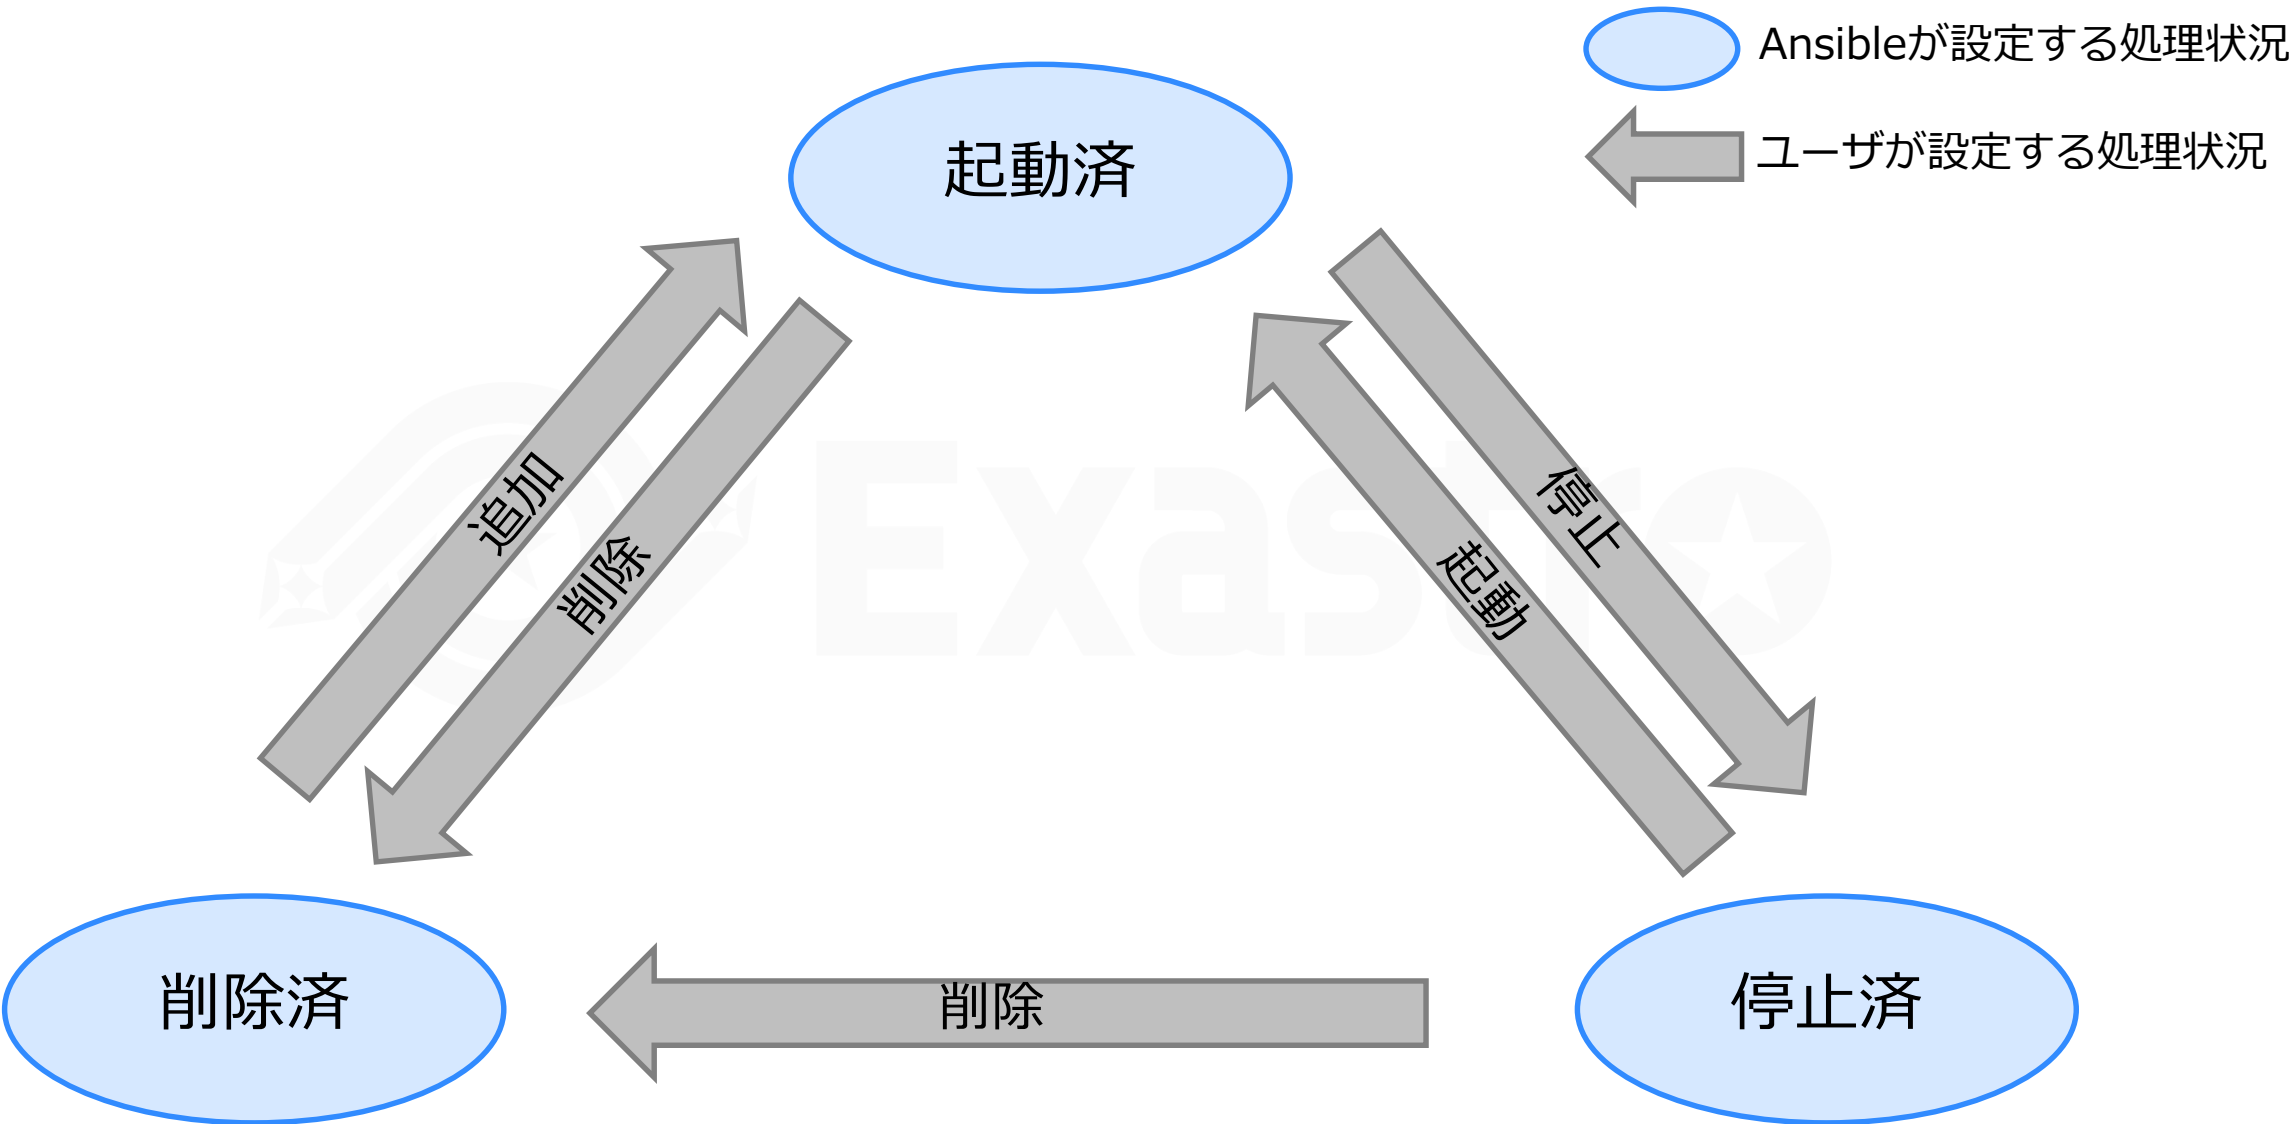 Ansibleが設定する処理状況
ユーザが設定する処理状況
起動済
追加
削除
停止
起動
削除済
削除
停止済
Exastro